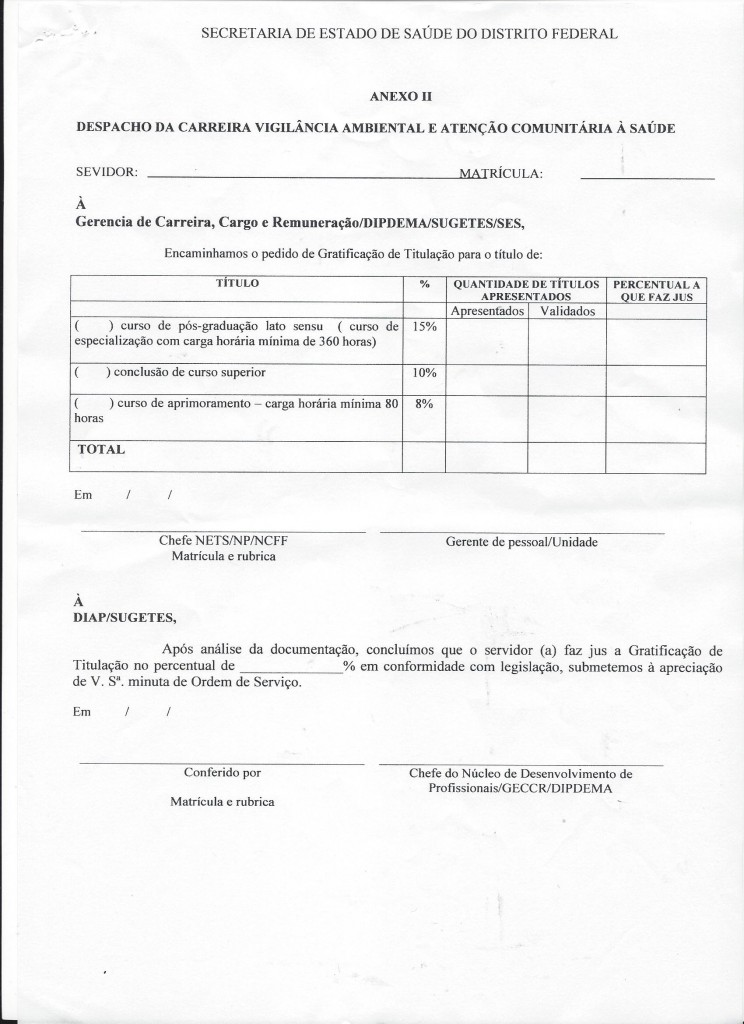 SECRETARIA DE ESTADO DE SAÚDE DO DISTRITO FEDERAL
ANEXO II
DESPACHO DA CARREIRA VIGILÂNCIA AMBIENTAL E ATENÇÃO COMUNITÁRIA À SAÚDE
SEVIDOR: ______________ MATRÍCULA: ______________
À
Gerencia de Carreira, Cargo e Remuneração/DIPDEMA/SUGETES/SES,
Encaminhamos o pedido de Gratificação de Titulação para o título de:
TÍTULO % QUANTIDADE DE TÍTULOS PERCENTUAL A
APRESENTADOS QUE FAZ JUS
Apresentados Validados
( ) curso de pós-graduação lato sensu ( curso de 15%
especialização com carga horária mínima de 360 horas)
( ) conclusão de curso superior 10%
( ) curso de aprimoramento – carga horária mínima 80 8%
horas
TOTAL
Em / /
Chefe NETS/NP/NCFF Gerente de pessoal/Unidade
Matrícula e rubrica
À
DIAP/SUGETES,
Após análise da documentação, concluímos que o servidor (a) faz jus a Gratificação de
Titulação no percentual de ______________% em conformidade com legislação, submetemos à apreciação
de V. Sª. minuta de Ordem de Serviço.
Em / /
Conferido por Chefe do Núcleo de Desenvolvimento de
Profissionais/GECCR/DIPDEMA
Matrícula e rubrica